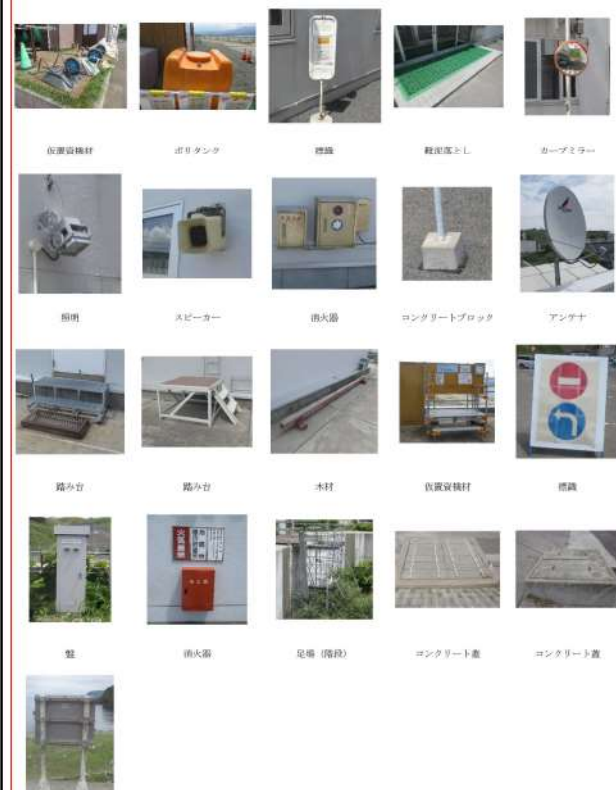 仮置資機材
ポリタンク
標識
靴泥落とし
カーブミラー
照明
スピーカー
消火器
コンクリートブロック
アンテナ
踏み台
踏み台
木材
仮置資機材
標識
火気厳禁
盤
消火器
足場（階段）
コンクリート蓋
コンクリート蓋